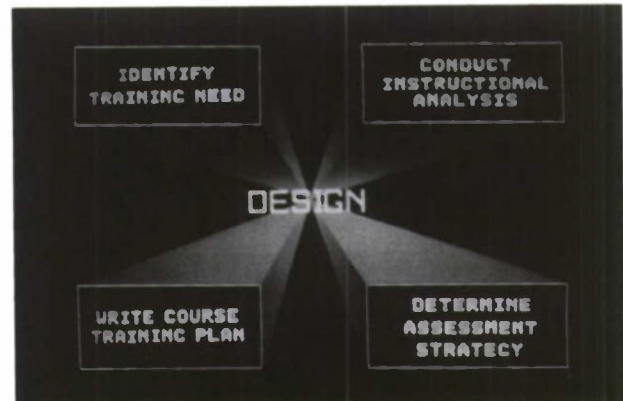 IDENTIFY
TRAINING NEED
CONDUCT
INSTRUCTIONAL
ANALYSIS
DESIGN
WRITE COURSE
TRAINING PLAN
DETERMINE
ASSESSMENT
STRATEGY